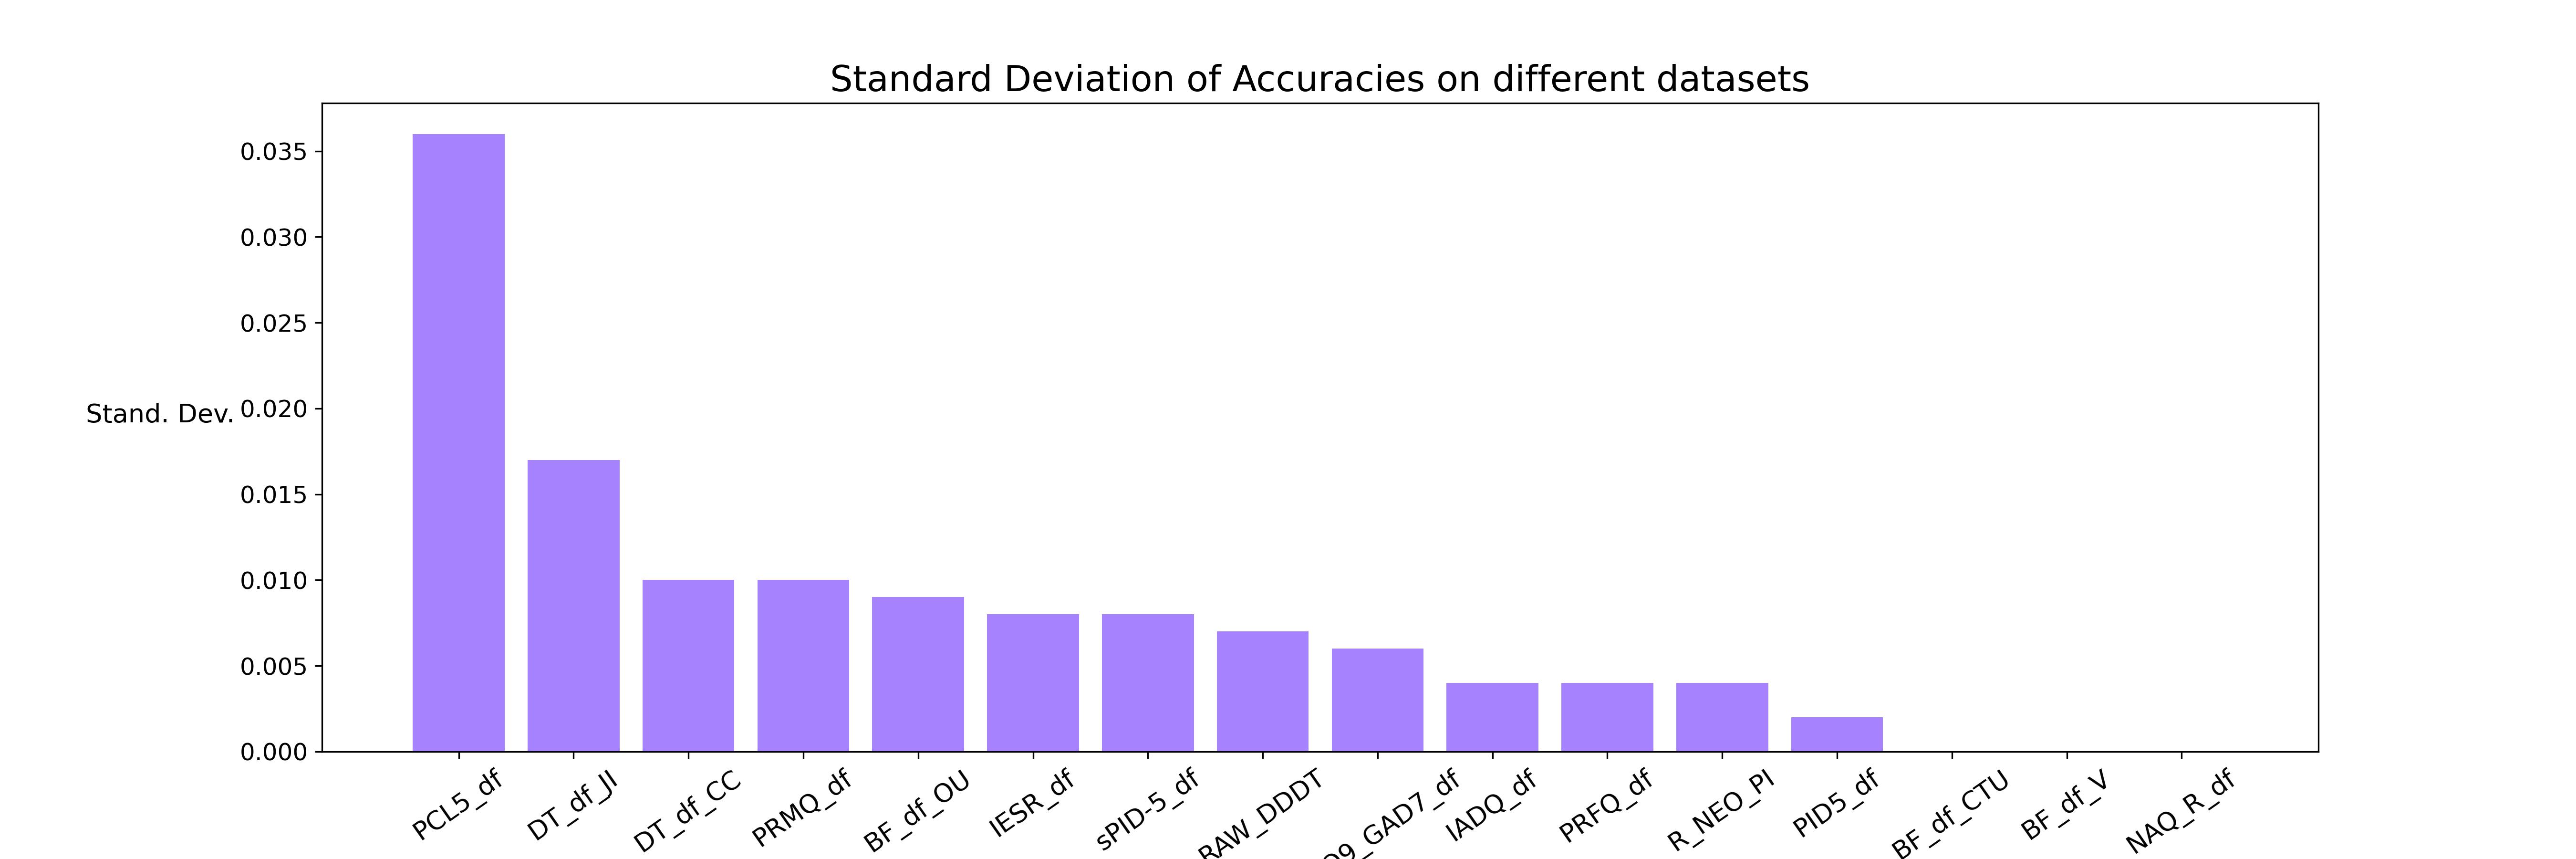 Standard Deviation of Accuracies on different datasets
0.035
0.030
0.025
Stand. Dev. 0.020
0.015
0.010
0.005
0.000
PCL5_df
DT_df_JI
DT_df_CC
PRMQ_df
BF_df_OU
IESR_df
sPID-5_df
RAW_DDDT
9_GAD7_df
IADQ_df
PRFQ_df
R_NEO_PI
PID5_df
BF_df_CTU
BF_df_V
NAQ_R_df